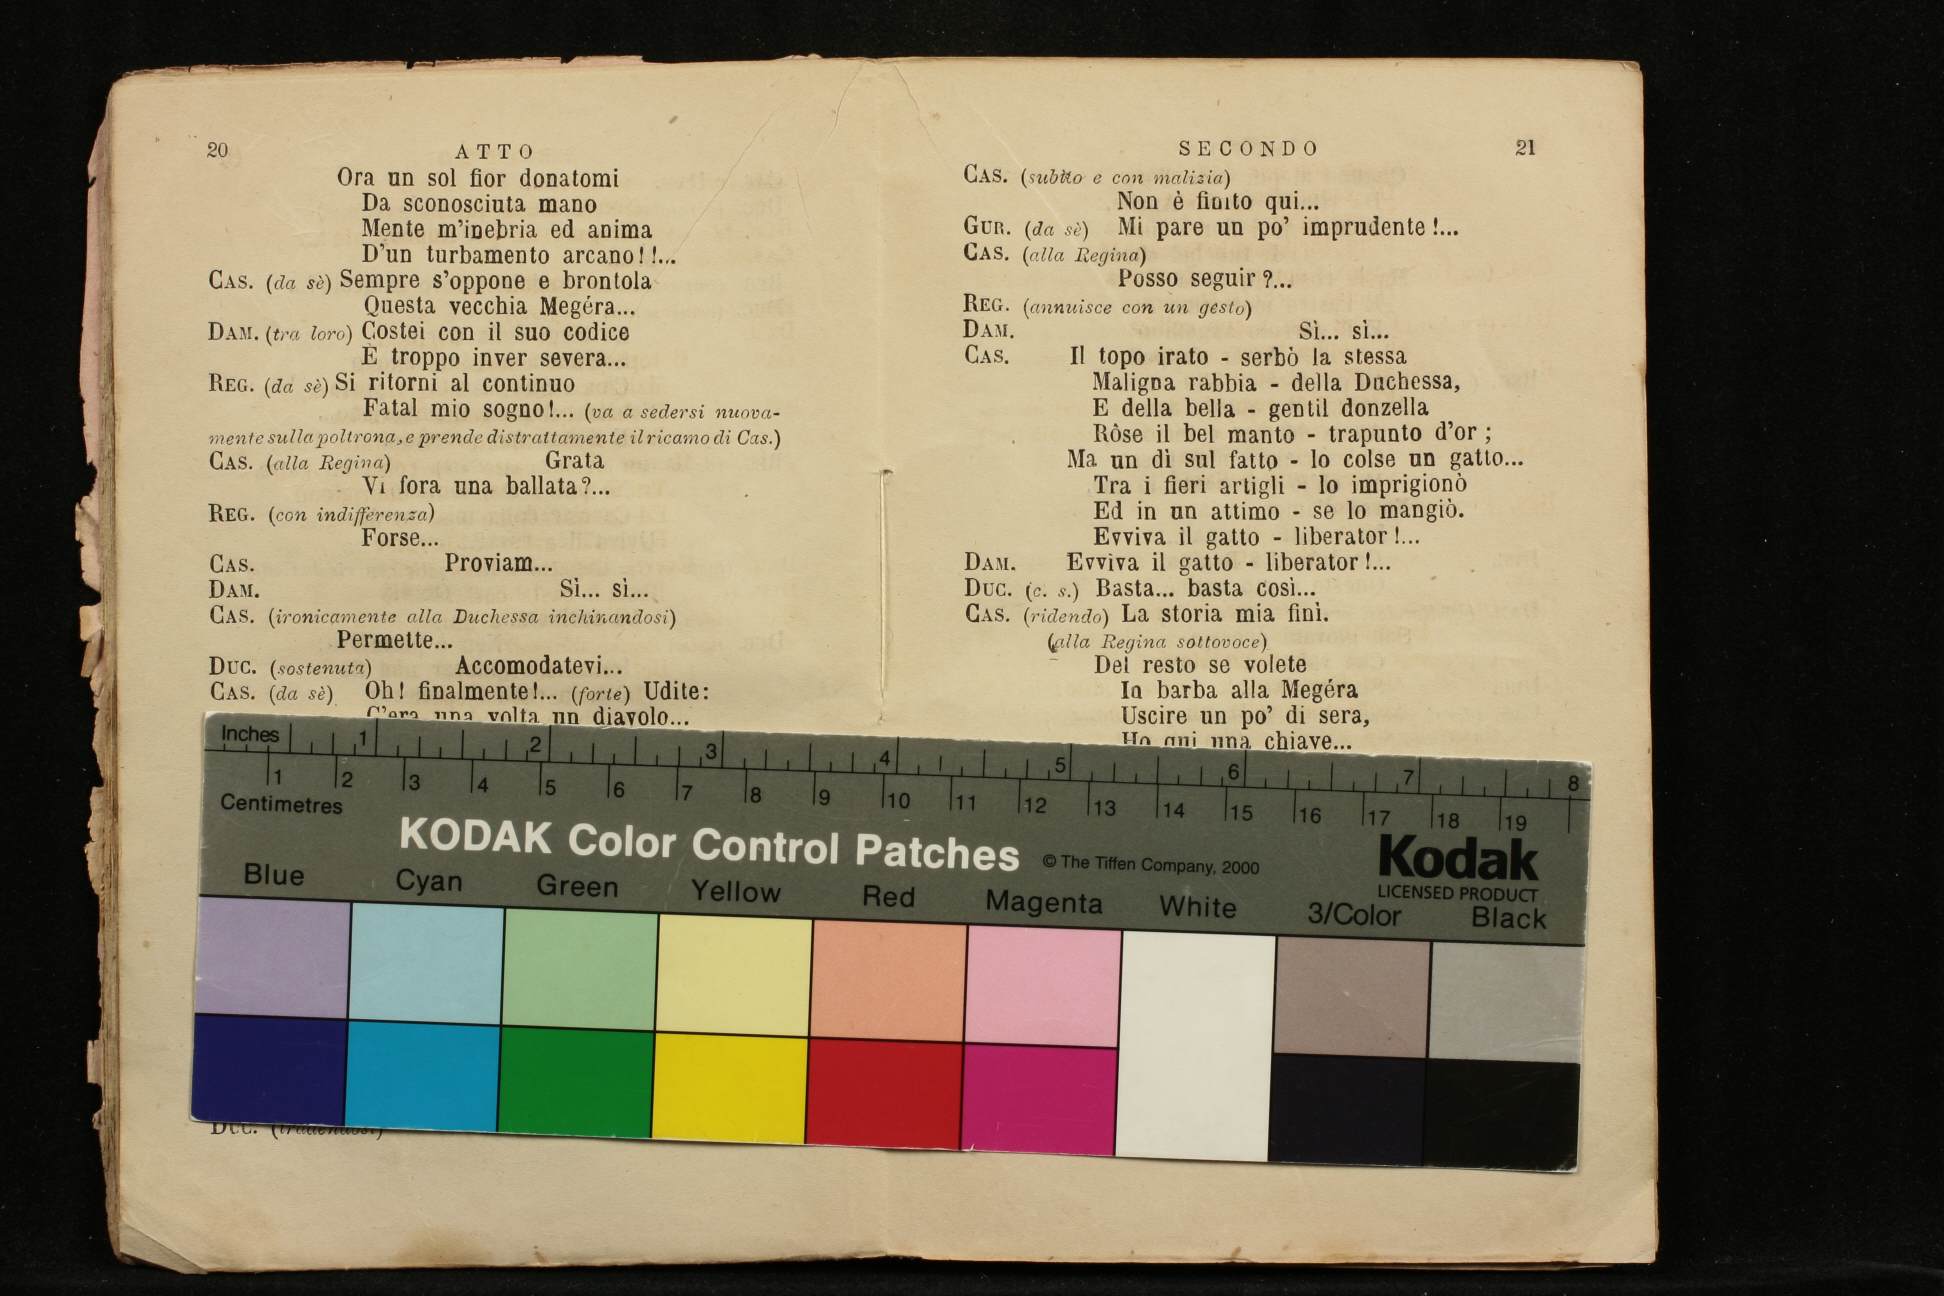 20 ATTO
Ora un sol fior donatomi
Da sconosciuta mano
Mente m'inebria ed anima
D'un turbamento arcano!!...
CAS. (da sè) Sempre s'oppone e brontola
Questa vecchia Megéra...
DAM. (tra loro) Costei con il suo codice
È troppo inver severa...
REG. (da sè) Si ritorni al continuo
Fatal mio sogno!... (va a sedersi nuova-
mente sulla poltrona, e prende distrattamente il ricamo di Cas.)
CAS. (alla Regina) Grata
Vi fora una ballata?...
REG. (con indifferenza)
Forse...
CAS. Proviam...
DAM. Sì... sì...
CAS. (ironicamente alla Duchessa inchinandosi)
Permette...
DUC. (sostenuta) Accomodatevi...
CAS. (da sè) Oh! finalmente!... (forte) Udite:
C'era una volta un diavolo...
DUC.
SECONDO 21
CAS. (subito e con malizia)
Non è finito qui...
GUR. (da sè) Mi pare un po' imprudente!...
CAS. (alla Regina)
Posso seguir?...
REG. (annuisce con un gesto)
DAM. Sì... sì...
CAS. Il topo irato - serbò la stessa
Maligna rabbia - della Duchessa,
E della bella - gentil donzella
Ròse il bel manto - trapunto d'or;
Ma un dì sul fatto - lo colse un gatto...
Tra i fieri artigli - lo imprigionò
Ed in un attimo - se lo mangiò.
Evviva il gatto - liberator!...
DAM. Evviva il gatto - liberator!...
DUC. (c. s.) Basta... basta così...
CAS. (ridendo) La storia mia finì.
(alla Regina sottovoce)
Del resto se volete
In barba alla Megéra
Uscire un po' di sera,
Ho qui una chiave...
Inches 1 2 3 4 5 6 7 8
1 2 3 4 5 6 7 8 9 10 11 12 13 14 15 16 17 18 19
Centimetres
KODAK Color Control Patches © The Tiffen Company, 2000
Kodak
LICENSED PRODUCT
Blue Cyan Green Yellow Red Magenta White 3/Color Black